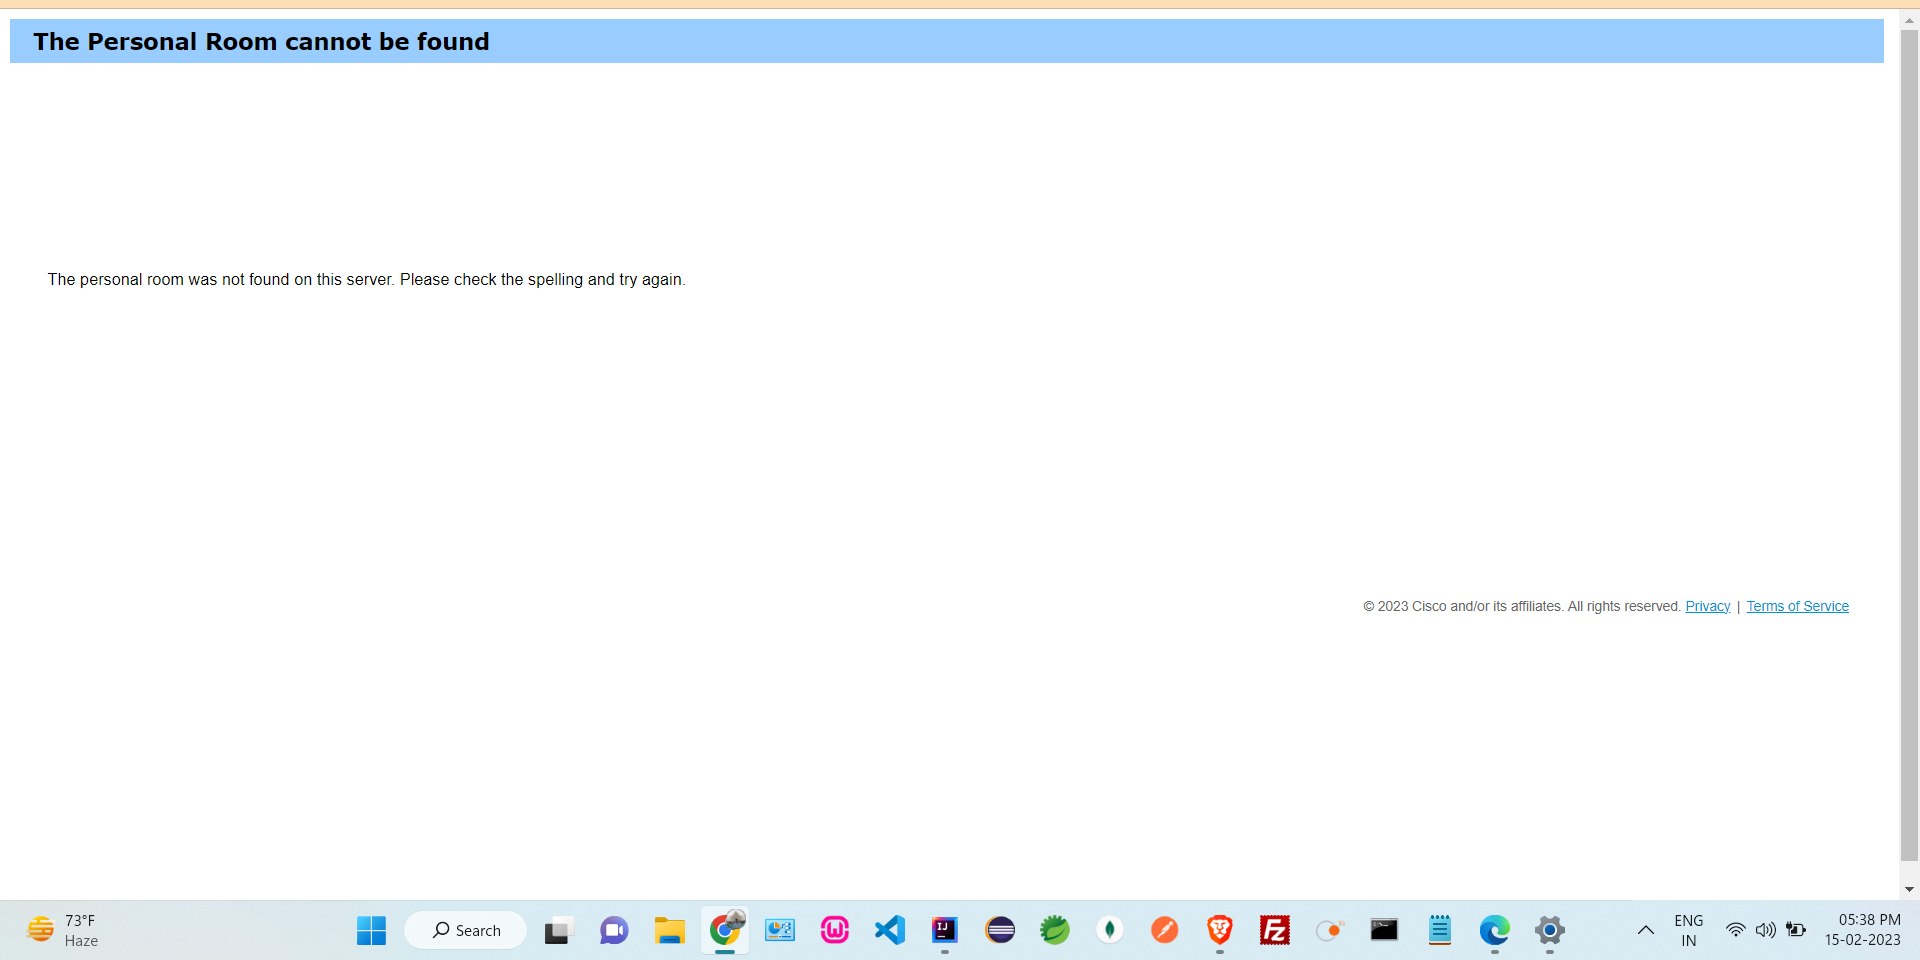 The Personal Room cannot be found
The personal room was not found on this server. Please check the spelling and try again.
© 2023 Cisco and/or its affiliates. All rights reserved. Privacy | Terms of Service
73°F
Haze
Search
IJ
Fz
ENG
IN
05:38 PM
15-02-2023